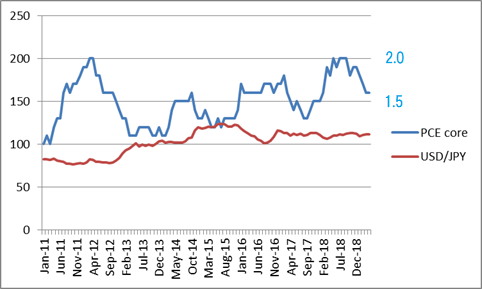 250
200
150
100
50
0
2.0
1.5
PCE core
USD/JPY
Jan-11
Jun-11
Nov-11
Apr-12
Sep-12
Feb-13
Jul-13
Dec-13
May-14
Oct-14
Mar-15
Aug-15
Jan-16
Jun-16
Nov-16
Apr-17
Sep-17
Feb-18
Jul-18
Dec-18